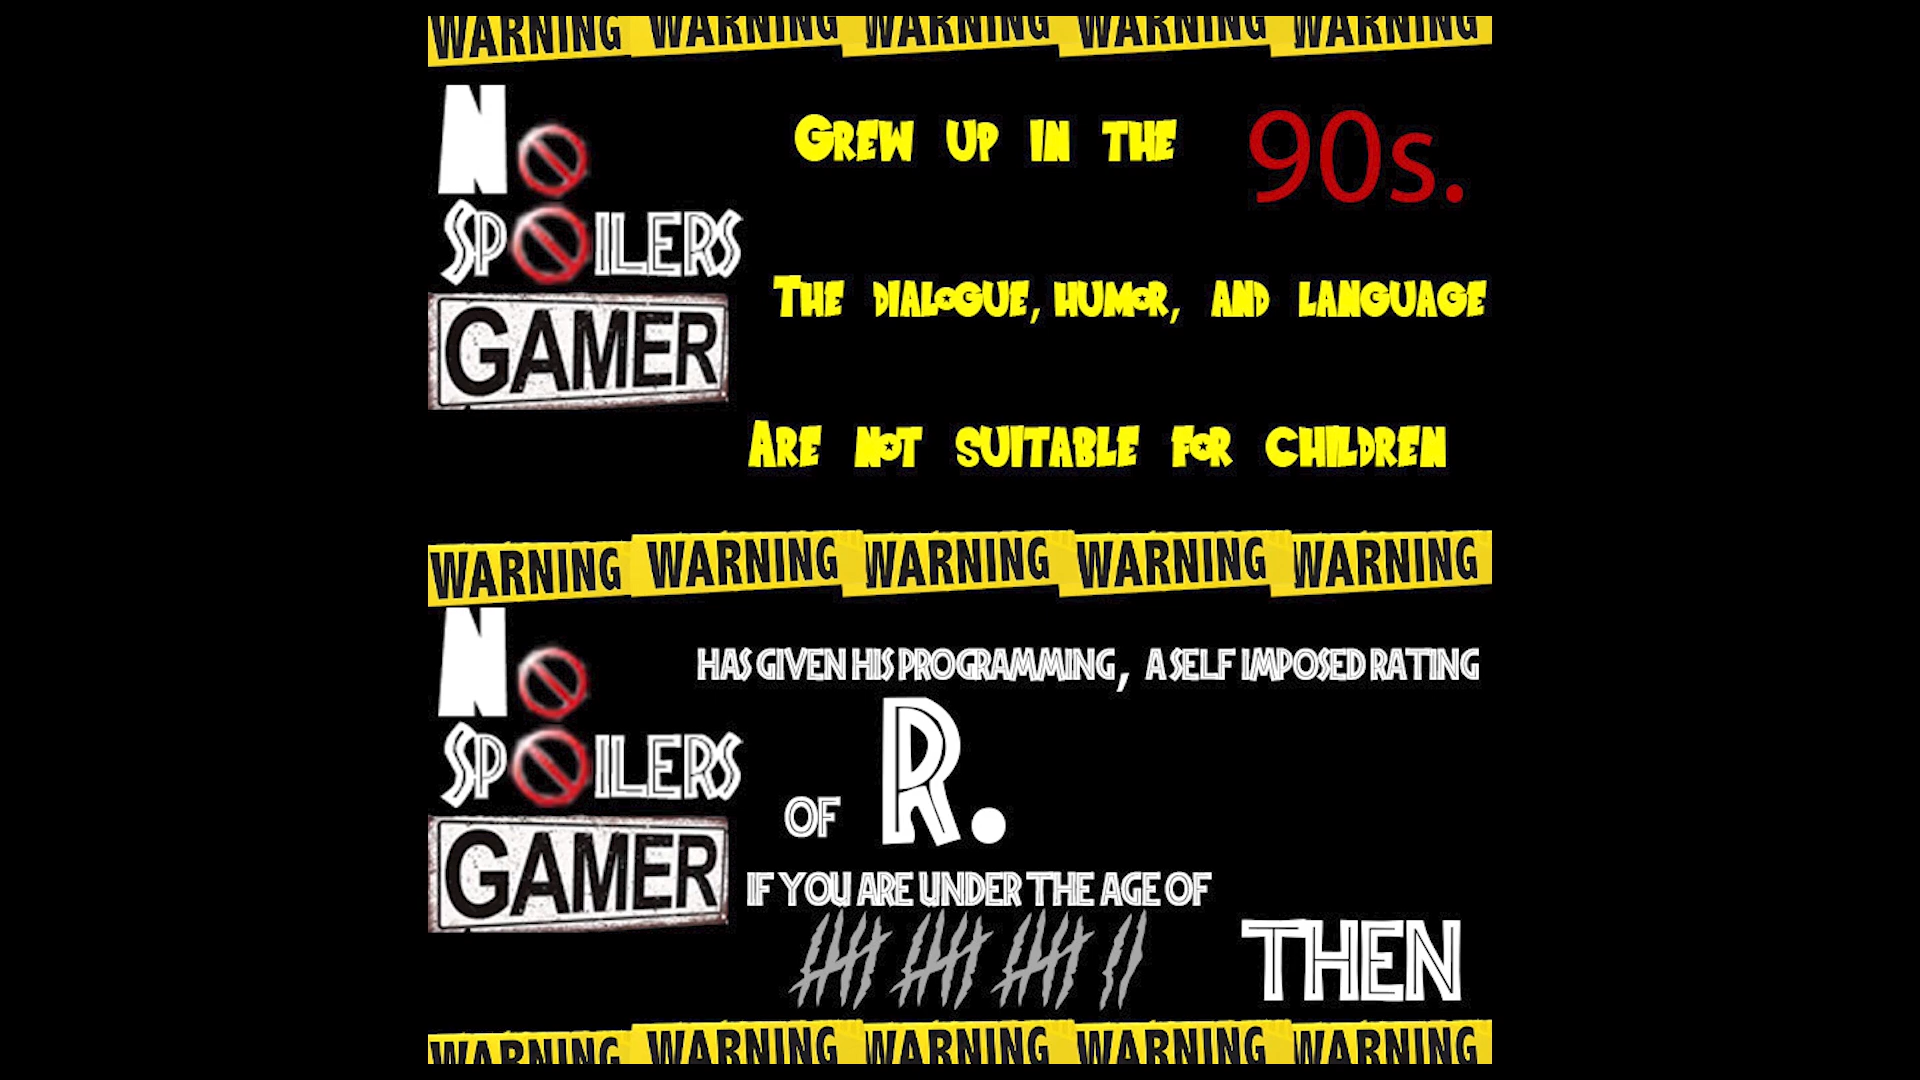 WARNING WARNING WARNING WARNING WARNING
No
SPOILERS
GAMER
GREW UP IN THE 90s.
THE DIALOGUE, HUMOR, AND LANGUAGE
ARE NOT SUITABLE FOR CHILDREN
WARNING WARNING WARNING WARNING WARNING
No
SPOILERS
GAMER
HAS GIVEN HIS PROGRAMMING, A SELF IMPOSED RATING
OF R.
IF YOU ARE UNDER THE AGE OF
THEN
WARNING WARNING WARNING WARNING WARNING